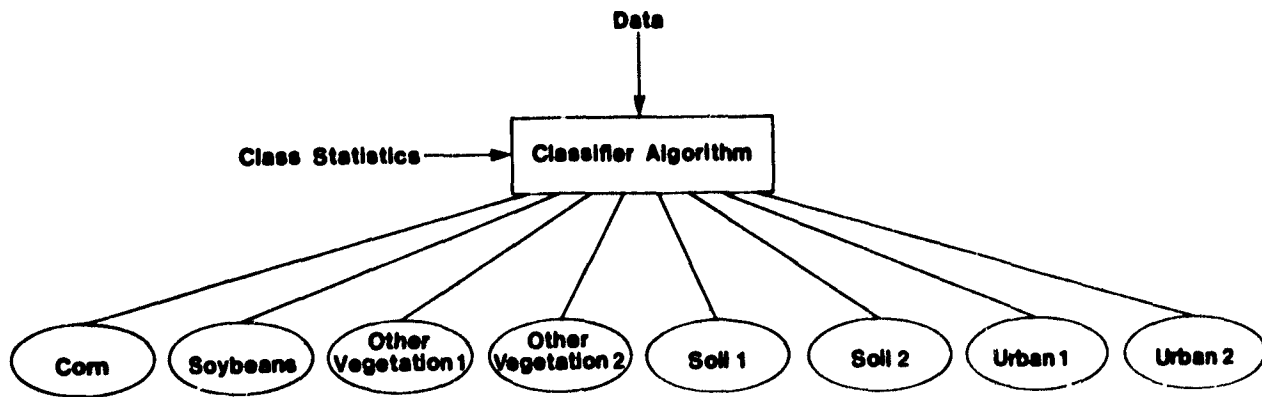 Data
Class Statistics
Classifier Algorithm
Corn
Soybeans
Other
Vegetation 1
Other
Vegetation 2
Soil 1
Soil 2
Urban 1
Urban 2